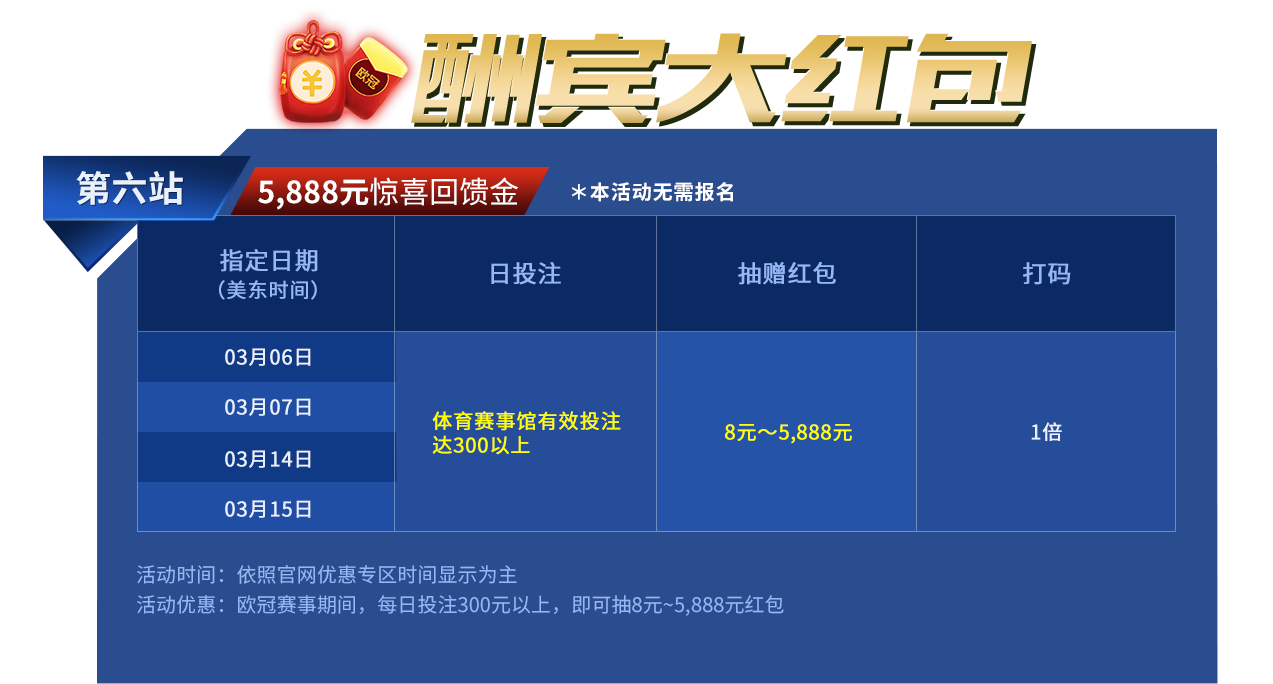 酬宾大红包
¥
欧冠
第六站
5,888元惊喜回馈金
＊本活动无需报名
指定日期
（美东时间）
日投注
抽赠红包
打码
03月06日
03月07日
03月14日
03月15日
体育赛事馆有效投注
达300以上
8元～5,888元
1倍
活动时间：依照官网优惠专区时间显示为主
活动优惠：欧冠赛事期间，每日投注300元以上，即可抽8元~5,888元红包